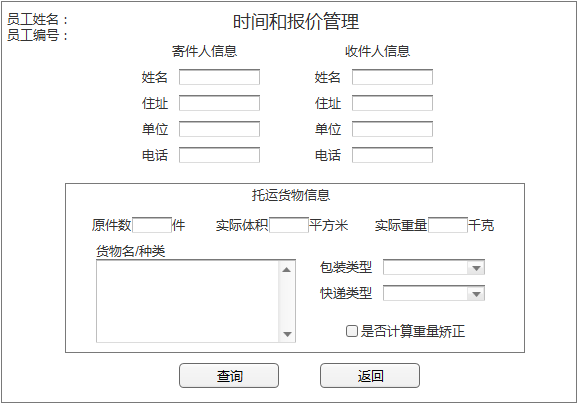 员工姓名：
时间和报价管理
员工编号：
寄件人信息 收件人信息
姓名 姓名
住址 住址
单位 单位
电话 电话
托运货物信息
原件数 件 实际体积 平方米 实际重量 千克
货物名/种类
包装类型
快递类型
是否计算重量矫正
查询 返回